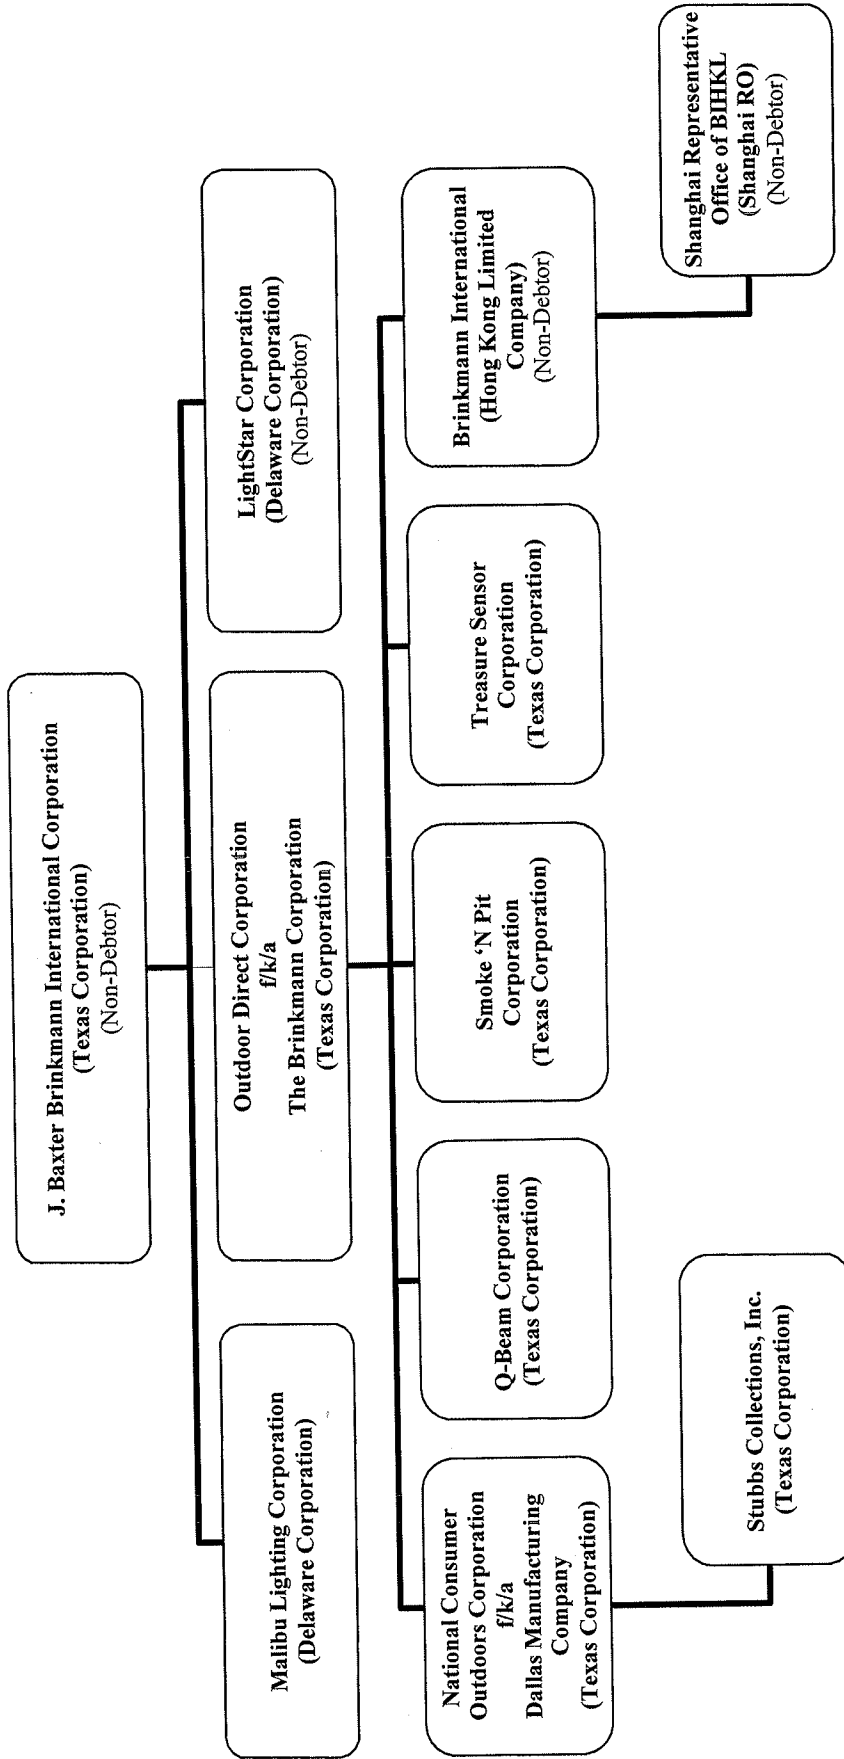 J. Baxter Brinkmann International Corporation
(Texas Corporation)
(Non-Debtor)
Malibu Lighting Corporation
(Delaware Corporation)
Outdoor Direct Corporation
f/k/a
The Brinkmann Corporation
(Texas Corporation)
LightStar Corporation
(Delaware Corporation)
(Non-Debtor)
National Consumer
Outdoors Corporation
f/k/a
Dallas Manufacturing
Company
(Texas Corporation)
Q-Beam Corporation
(Texas Corporation)
Smoke ‘N Pit
Corporation
(Texas Corporation)
Treasure Sensor
Corporation
(Texas Corporation)
Brinkmann International
(Hong Kong Limited
Company)
(Non-Debtor)
Stubbs Collections, Inc.
(Texas Corporation)
Shanghai Representative
Office of BIHKL
(Shanghai RO)
(Non-Debtor)